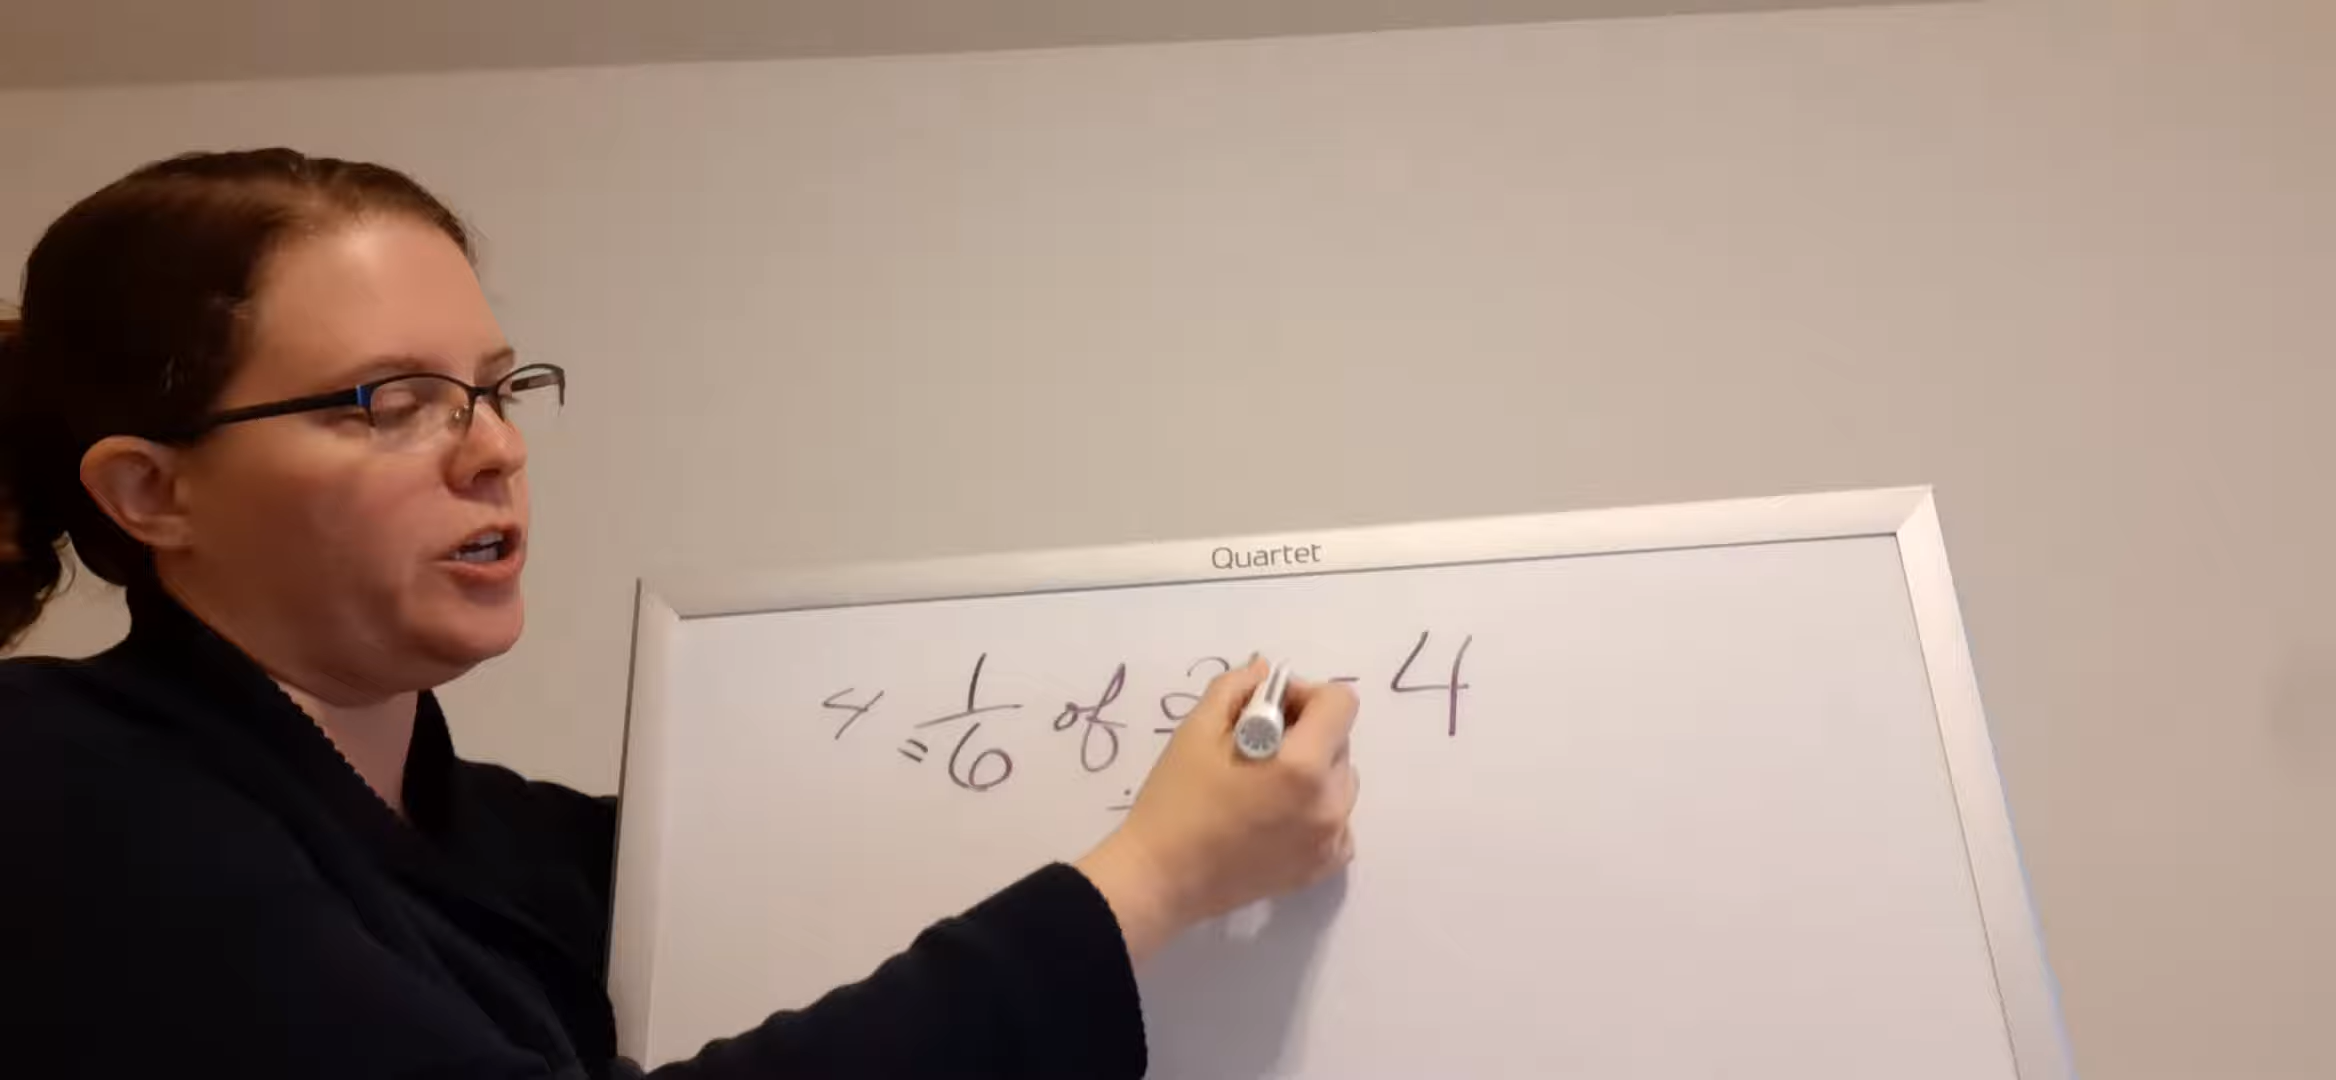 Quartet
4 = 1/6 of 2 = 4
÷